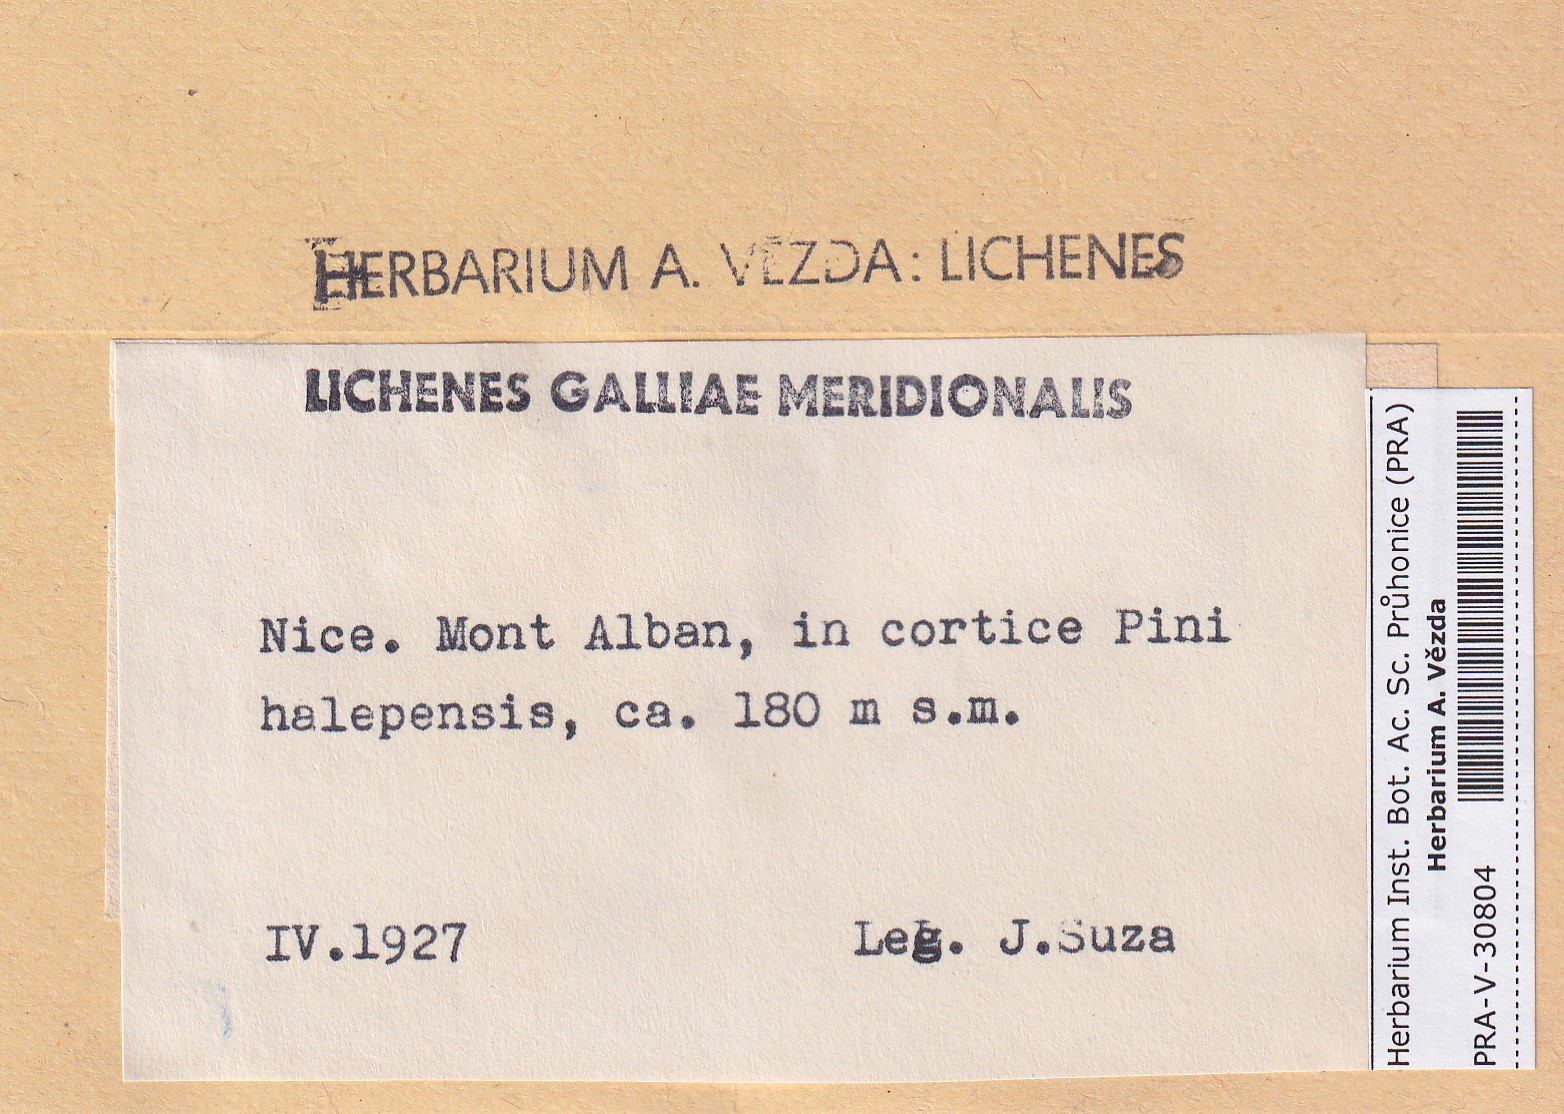 HERBARIUM A. VĚZDA: LICHENES
LICHENES GALLIAE MERIDIONALIS
Nice. Mont Alban, in cortice Pini
halepensis, ca. 180 m s.m.
IV.1927 Leg. J.Suza
Herbarium Inst. Bot. Ac. Sc. Průhonice (PRA)
Herbarium A. Vězda
PRA-V-30804